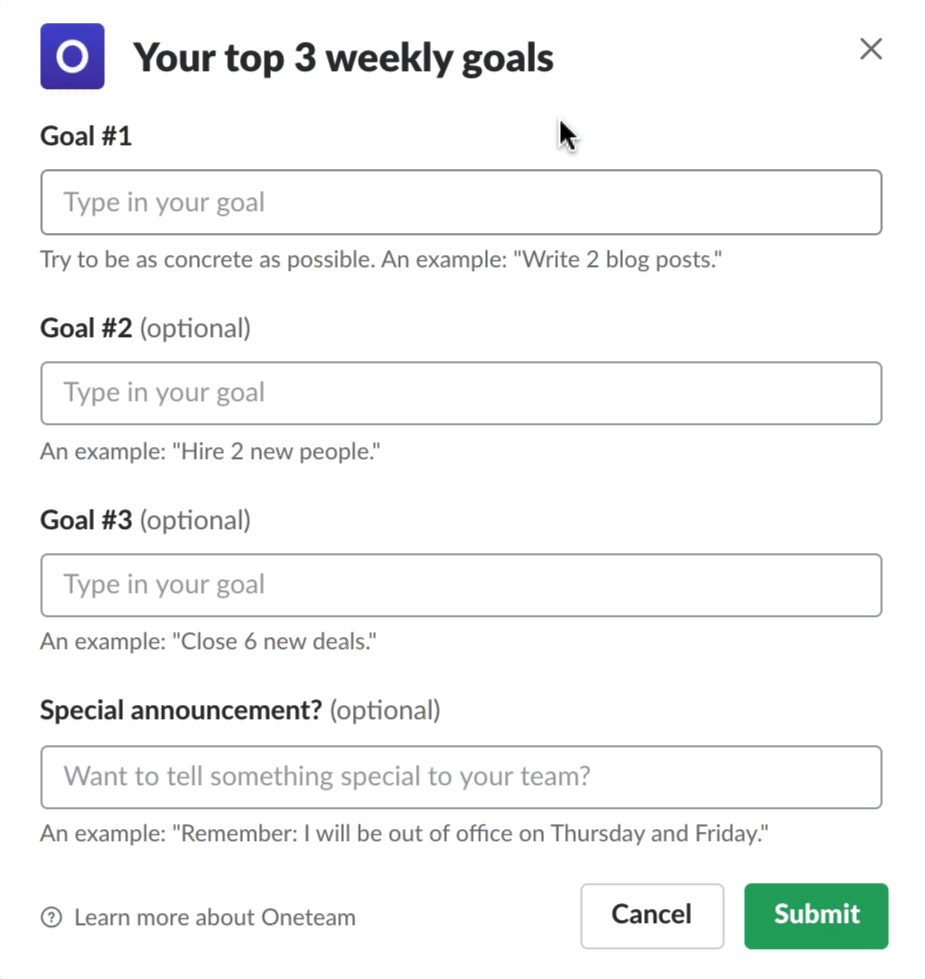 O
Your top 3 weekly goals
Goal #1
Type in your goal
Try to be as concrete as possible. An example: "Write 2 blog posts."
Goal #2 (optional)
Type in your goal
An example: "Hire 2 new people."
Goal #3 (optional)
Type in your goal
An example: "Close 6 new deals."
Special announcement? (optional)
Want to tell something special to your team?
An example: "Remember: I will be out of office on Thursday and Friday."
? Learn more about Oneteam
Cancel
Submit